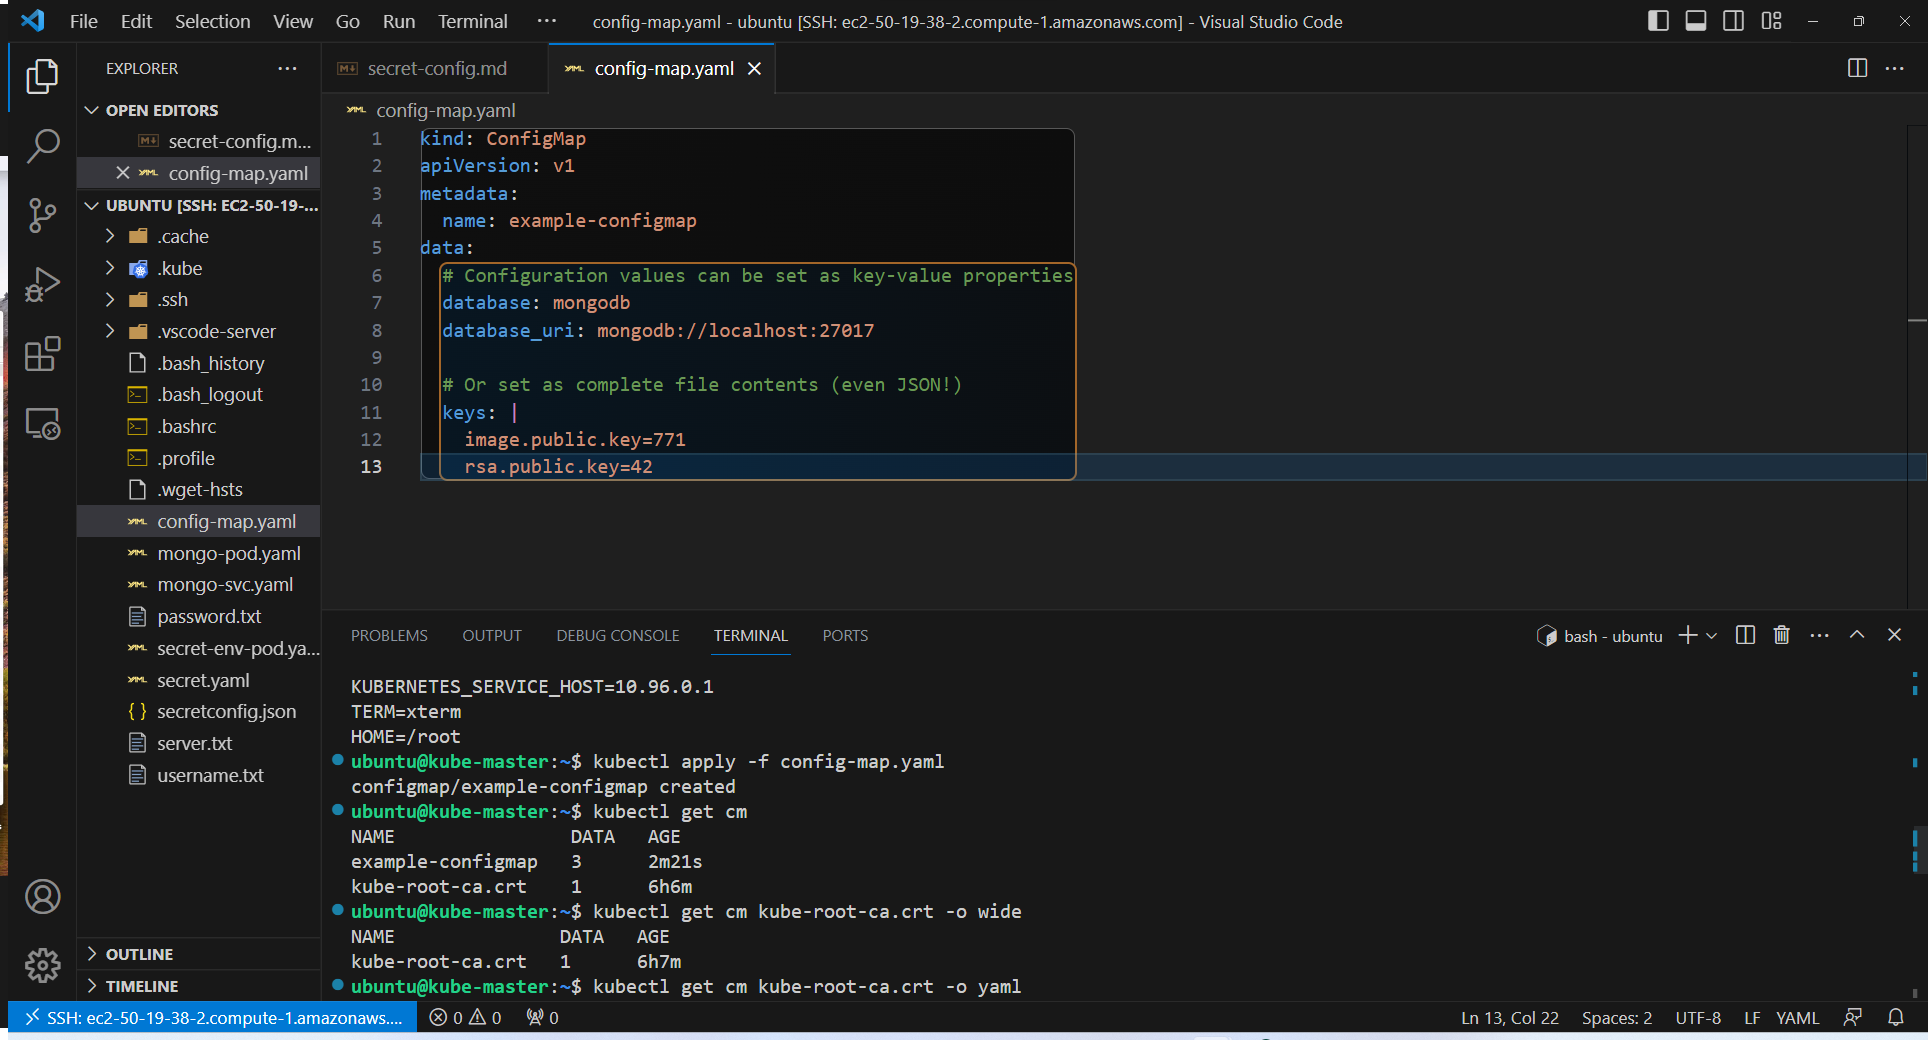 File Edit Selection View Go Run Terminal ··· config-map.yaml - ubuntu [SSH: ec2-50-19-38-2.compute-1.amazonaws.com] - Visual Studio Code
EXPLORER ···
OPEN EDITORS
secret-config.m...
config-map.yaml
UBUNTU [SSH: EC2-50-19-...
.cache
.kube
.ssh
.vscode-server
.bash_history
.bash_logout
.bashrc
.profile
.wget-hsts
config-map.yaml
mongo-pod.yaml
mongo-svc.yaml
password.txt
secret-env-pod.ya...
secret.yaml
secretconfig.json
server.txt
username.txt
OUTLINE
TIMELINE
secret-config.md config-map.yaml
config-map.yaml
1 kind: ConfigMap
2 apiVersion: v1
3 metadata:
4 name: example-configmap
5 data:
6 # Configuration values can be set as key-value properties
7 database: mongodb
8 database_uri: mongodb://localhost:27017
9
10 # Or set as complete file contents (even JSON!)
11 keys: |
12 image.public.key=771
13 rsa.public.key=42
PROBLEMS OUTPUT DEBUG CONSOLE TERMINAL PORTS bash - ubuntu
KUBERNETES_SERVICE_HOST=10.96.0.1
TERM=xterm
HOME=/root
ubuntu@kube-master:~$ kubectl apply -f config-map.yaml
configmap/example-configmap created
ubuntu@kube-master:~$ kubectl get cm
NAME DATA AGE
example-configmap 3 2m21s
kube-root-ca.crt 1 6h6m
ubuntu@kube-master:~$ kubectl get cm kube-root-ca.crt -o wide
NAME DATA AGE
kube-root-ca.crt 1 6h7m
ubuntu@kube-master:~$ kubectl get cm kube-root-ca.crt -o yaml
SSH: ec2-50-19-38-2.compute-1.amazonaws.... 0 0 0 Ln 13, Col 22 Spaces: 2 UTF-8 LF YAML